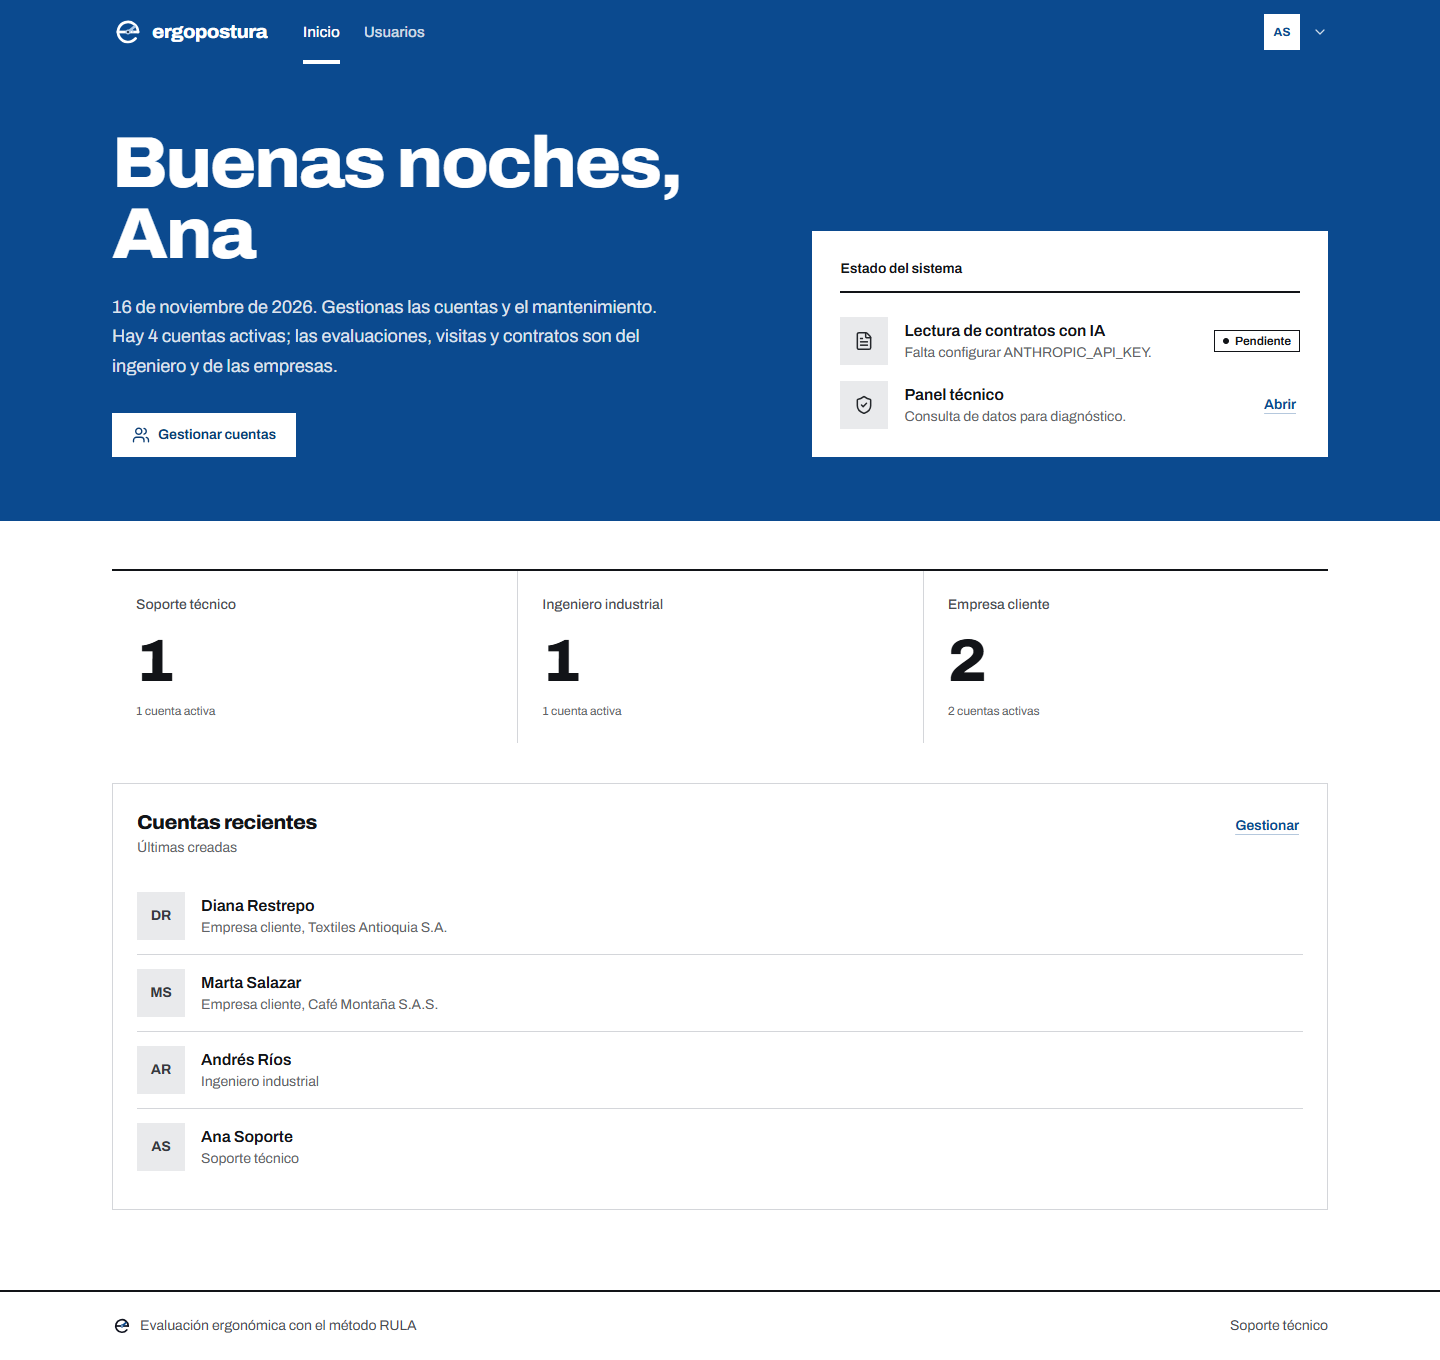 ergopostura
Inicio
Usuarios
AS
Buenas noches,
Ana
16 de noviembre de 2026. Gestionas las cuentas y el mantenimiento.
Hay 4 cuentas activas; las evaluaciones, visitas y contratos son del
ingeniero y de las empresas.
Gestionar cuentas
Estado del sistema
Lectura de contratos con IA
Falta configurar ANTHROPIC_API_KEY.
Pendiente
Panel técnico
Consulta de datos para diagnóstico.
Abrir
Soporte técnico
1
1 cuenta activa
Ingeniero industrial
1
1 cuenta activa
Empresa cliente
2
2 cuentas activas
Cuentas recientes
Últimas creadas
Gestionar
DR
Diana Restrepo
Empresa cliente, Textiles Antioquia S.A.
MS
Marta Salazar
Empresa cliente, Café Montaña S.A.S.
AR
Andrés Ríos
Ingeniero industrial
AS
Ana Soporte
Soporte técnico
Evaluación ergonómica con el método RULA
Soporte técnico